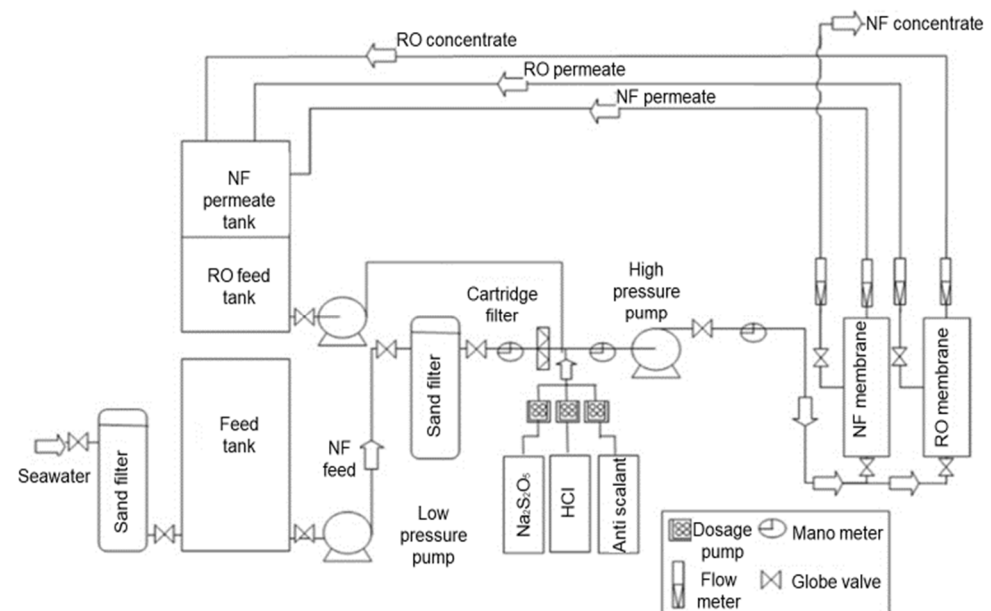 NF concentrate
RO concentrate
RO permeate
NF permeate
NF
permeate
tank
RO feed
tank
High
pressure
pump
Cartridge
filter
Sand filter
NF membrane
RO membrane
Feed
tank
Seawater
Sand filter
NF
feed
Low
pressure
pump
Na₂S₂O₅
HCl
Anti scalant
Dosage
pump
Mano meter
Flow
meter
Globe valve